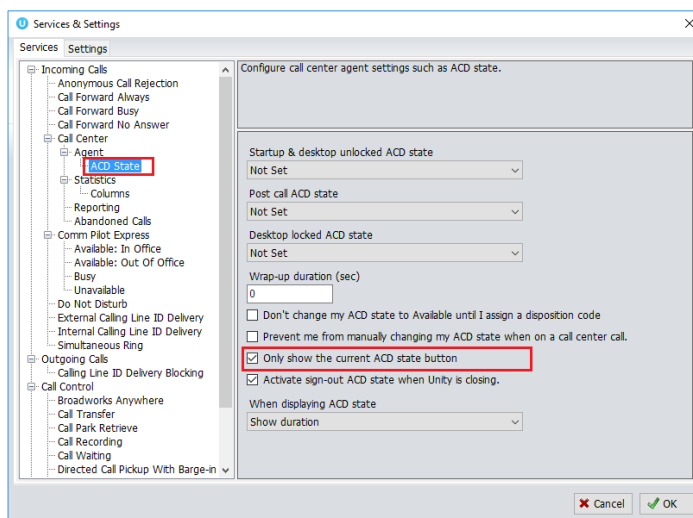 Services & Settings
Services Settings
Incoming Calls
Anonymous Call Rejection
Call Forward Always
Call Forward Busy
Call Forward No Answer
Call Center
Agent
ACD State
Statistics
Columns
Reporting
Abandoned Calls
Comm Pilot Express
Available: In Office
Available: Out Of Office
Busy
Unavailable
Do Not Disturb
External Calling Line ID Delivery
Internal Calling Line ID Delivery
Simultaneous Ring
Outgoing Calls
Calling Line ID Delivery Blocking
Call Control
Broadworks Anywhere
Call Transfer
Call Park Retrieve
Call Recording
Call Waiting
Directed Call Pickup With Barge-in
Configure call center agent settings such as ACD state.
Startup & desktop unlocked ACD state
Not Set
Post call ACD state
Not Set
Desktop locked ACD state
Not Set
Wrap-up duration (sec)
0
Don't change my ACD state to Available until I assign a disposition code
Prevent me from manually changing my ACD state when on a call center call.
Only show the current ACD state button
Activate sign-out ACD state when Unity is closing.
When displaying ACD state
Show duration
Cancel OK